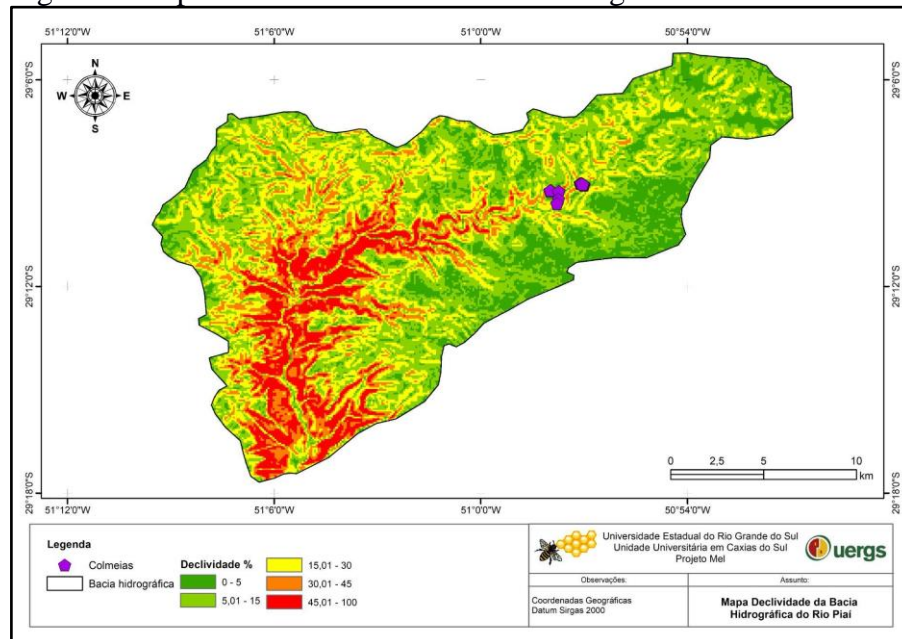 51°12'0"W 51°6'0"W 51°0'0"W 50°54'0"W
29°6'0"S 29°6'0"S
N
W E
S
29°12'0"S 29°12'0"S
0 2,5 5 10
km
29°18'0"S 29°18'0"S
51°12'0"W 51°6'0"W 51°0'0"W 50°54'0"W
Legenda
Colmeias
Bacia hidrográfica
Declividade %
0 - 5
5,01 - 15
15,01 - 30
30,01 - 45
45,01 - 100
Universidade Estadual do Rio Grande do Sul
Unidade Universitária em Caxias do Sul
Projeto Mel
uergs
Observações:
Coordenadas Geográficas
Datum Sirgas 2000
Assunto:
Mapa Declividade da Bacia
Hidrográfica do Rio Piaí